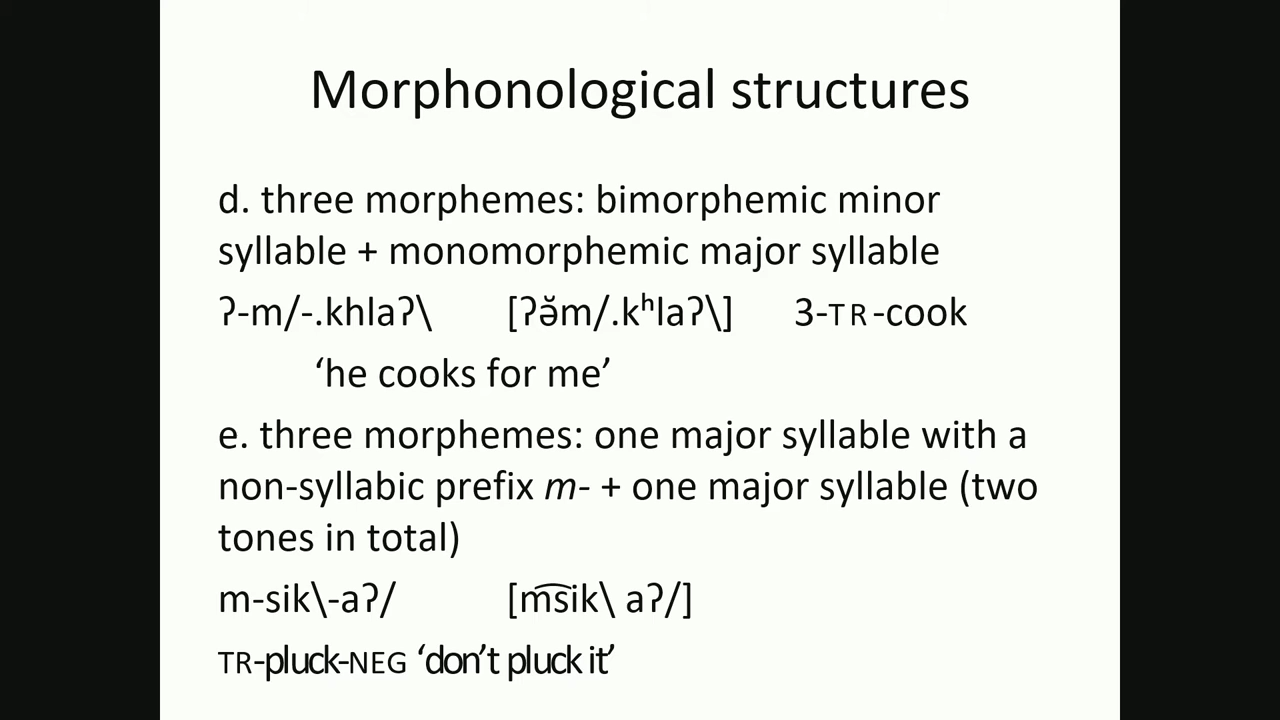 Morphonological structures
d. three morphemes: bimorphemic minor
syllable + monomorphemic major syllable
ʔ-m/-.khlaʔ\ [ʔə̆m/.kʰlaʔ\] 3-TR-cook
‘he cooks for me’
e. three morphemes: one major syllable with a
non-syllabic prefix m- + one major syllable (two
tones in total)
m-sik\-aʔ/ [m͡sik\ aʔ/]
TR-pluck-NEG ‘don’t pluck it’